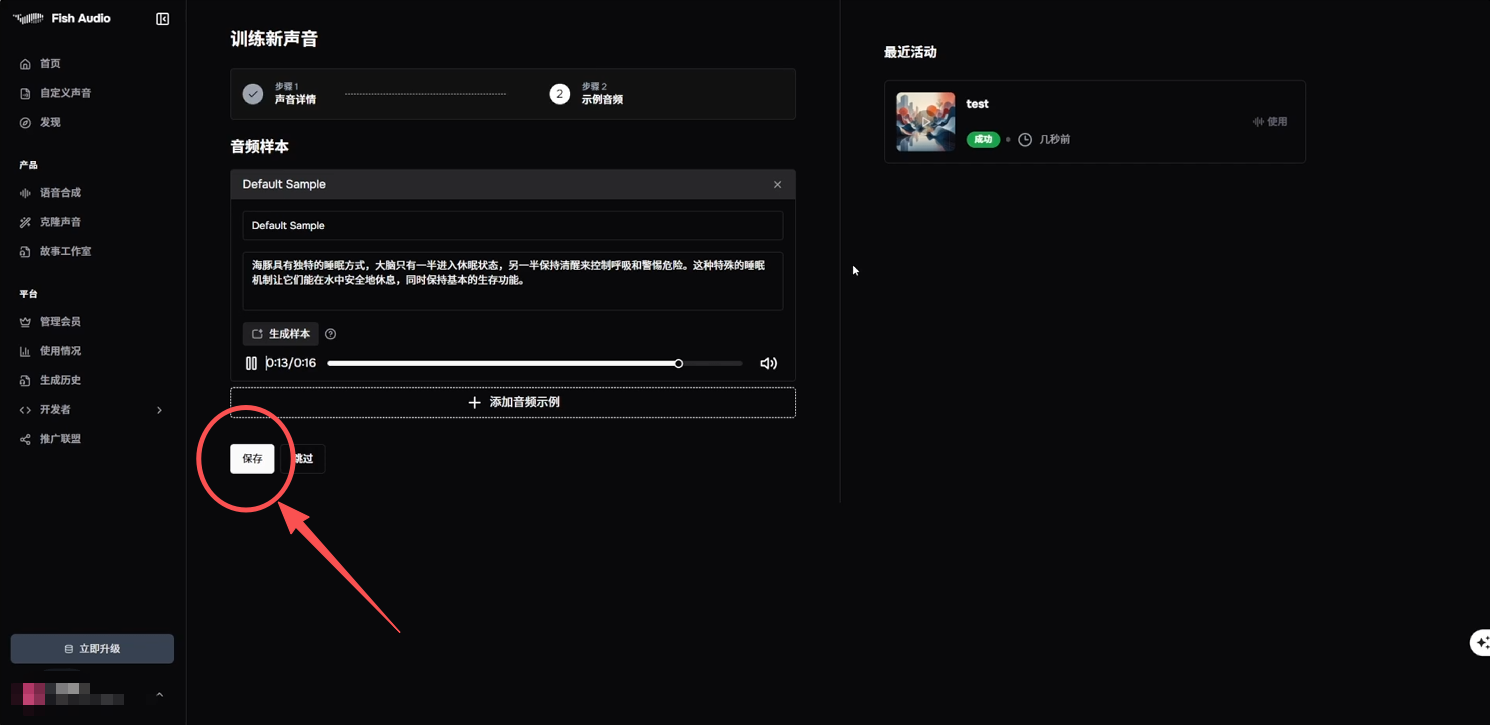 Fish Audio
首页
自定义声音
发现
产品
语音合成
克隆声音
故事工作室
平台
管理会员
使用情况
生成历史
开发者
推广联盟
立即升级
训练新声音
步骤 1
声音详情
2
步骤 2
示例音频
音频样本
Default Sample
Default Sample
海豚具有独特的睡眠方式，大脑只有一半进入休眠状态，另一半保持清醒来控制呼吸和警惕危险。这种特殊的睡眠
机制让它们能在水中安全地休息，同时保持基本的生存功能。
生成样本
0:13/0:16
添加音频示例
保存
跳过
最近活动
test
成功
几秒前
使用